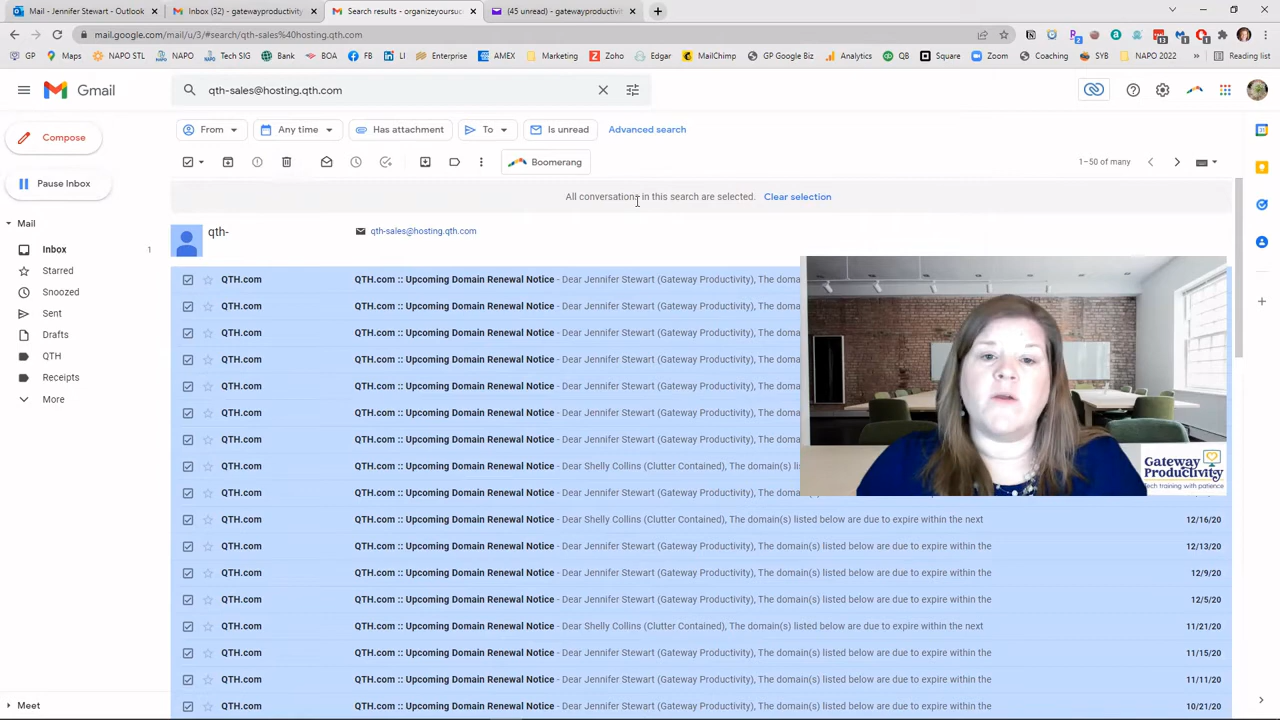 Mail - Jennifer Stewart - Outlook
Inbox (32) - gatewayproductivity
Search results - organizeyoursuc
(45 unread) - gatewayproductivi
mail.google.com/mail/u/3/#search/qth-sales%40hosting.qth.com
GP
NAPO STL
NAPO
Tech SIG
BOA
FB
LI
Enterprise
AMEX
Marketing
Zoho
Edgar
MailChimp
GP Google Biz
Analytics
QB
Square
Zoom
Coaching
SYB
NAPO 2022
»
Reading list
Gmail
qth-sales@hosting.qth.com
Compose
Pause Inbox
Mail
Inbox 1
Starred
Snoozed
Sent
Drafts
QTH
Receipts
More
Meet
From
Any time
Has attachment
To
Is unread
Advanced search
Boomerang
1–50 of many
All conversations in this search are selected. Clear selection
qth- qth-sales@hosting.qth.com
QTH.com QTH.com :: Upcoming Domain Renewal Notice - Dear Jennifer Stewart (Gateway Productivity), The doma
QTH.com QTH.com :: Upcoming Domain Renewal Notice - Dear Jennifer Stewart (Gateway Productivity), The doma
QTH.com QTH.com :: Upcoming Domain Renewal Notice - Dear Jennifer Stewart (Gateway Productivity), The doma
QTH.com QTH.com :: Upcoming Domain Renewal Notice - Dear Jennifer Stewart (Gateway Productivity), The doma
QTH.com QTH.com :: Upcoming Domain Renewal Notice - Dear Jennifer Stewart (Gateway Productivity), The doma
QTH.com QTH.com :: Upcoming Domain Renewal Notice - Dear Jennifer Stewart (Gateway Productivity), The doma
QTH.com QTH.com :: Upcoming Domain Renewal Notice - Dear Jennifer Stewart (Gateway Productivity), The doma
QTH.com QTH.com :: Upcoming Domain Renewal Notice - Dear Shelly Collins (Clutter Contained), The domain(s) l
QTH.com QTH.com :: Upcoming Domain Renewal Notice - Dear Jennifer Stewart (Gateway Productivity), The
QTH.com QTH.com :: Upcoming Domain Renewal Notice - Dear Shelly Collins (Clutter Contained), The domain(s) listed below are due to expire within the next 12/16/20
QTH.com QTH.com :: Upcoming Domain Renewal Notice - Dear Jennifer Stewart (Gateway Productivity), The domain(s) listed below are due to expire within the 12/13/20
QTH.com QTH.com :: Upcoming Domain Renewal Notice - Dear Jennifer Stewart (Gateway Productivity), The domain(s) listed below are due to expire within the 12/9/20
QTH.com QTH.com :: Upcoming Domain Renewal Notice - Dear Jennifer Stewart (Gateway Productivity), The domain(s) listed below are due to expire within the 12/5/20
QTH.com QTH.com :: Upcoming Domain Renewal Notice - Dear Shelly Collins (Clutter Contained), The domain(s) listed below are due to expire within the next 11/21/20
QTH.com QTH.com :: Upcoming Domain Renewal Notice - Dear Jennifer Stewart (Gateway Productivity), The domain(s) listed below are due to expire within the 11/15/20
QTH.com QTH.com :: Upcoming Domain Renewal Notice - Dear Jennifer Stewart (Gateway Productivity), The domain(s) listed below are due to expire within the 11/11/20
QTH.com QTH.com :: Upcoming Domain Renewal Notice - Dear Jennifer Stewart (Gateway Productivity), The domain(s) listed below are due to expire within the 10/21/20
Gateway
Productivity
Tech training with patience